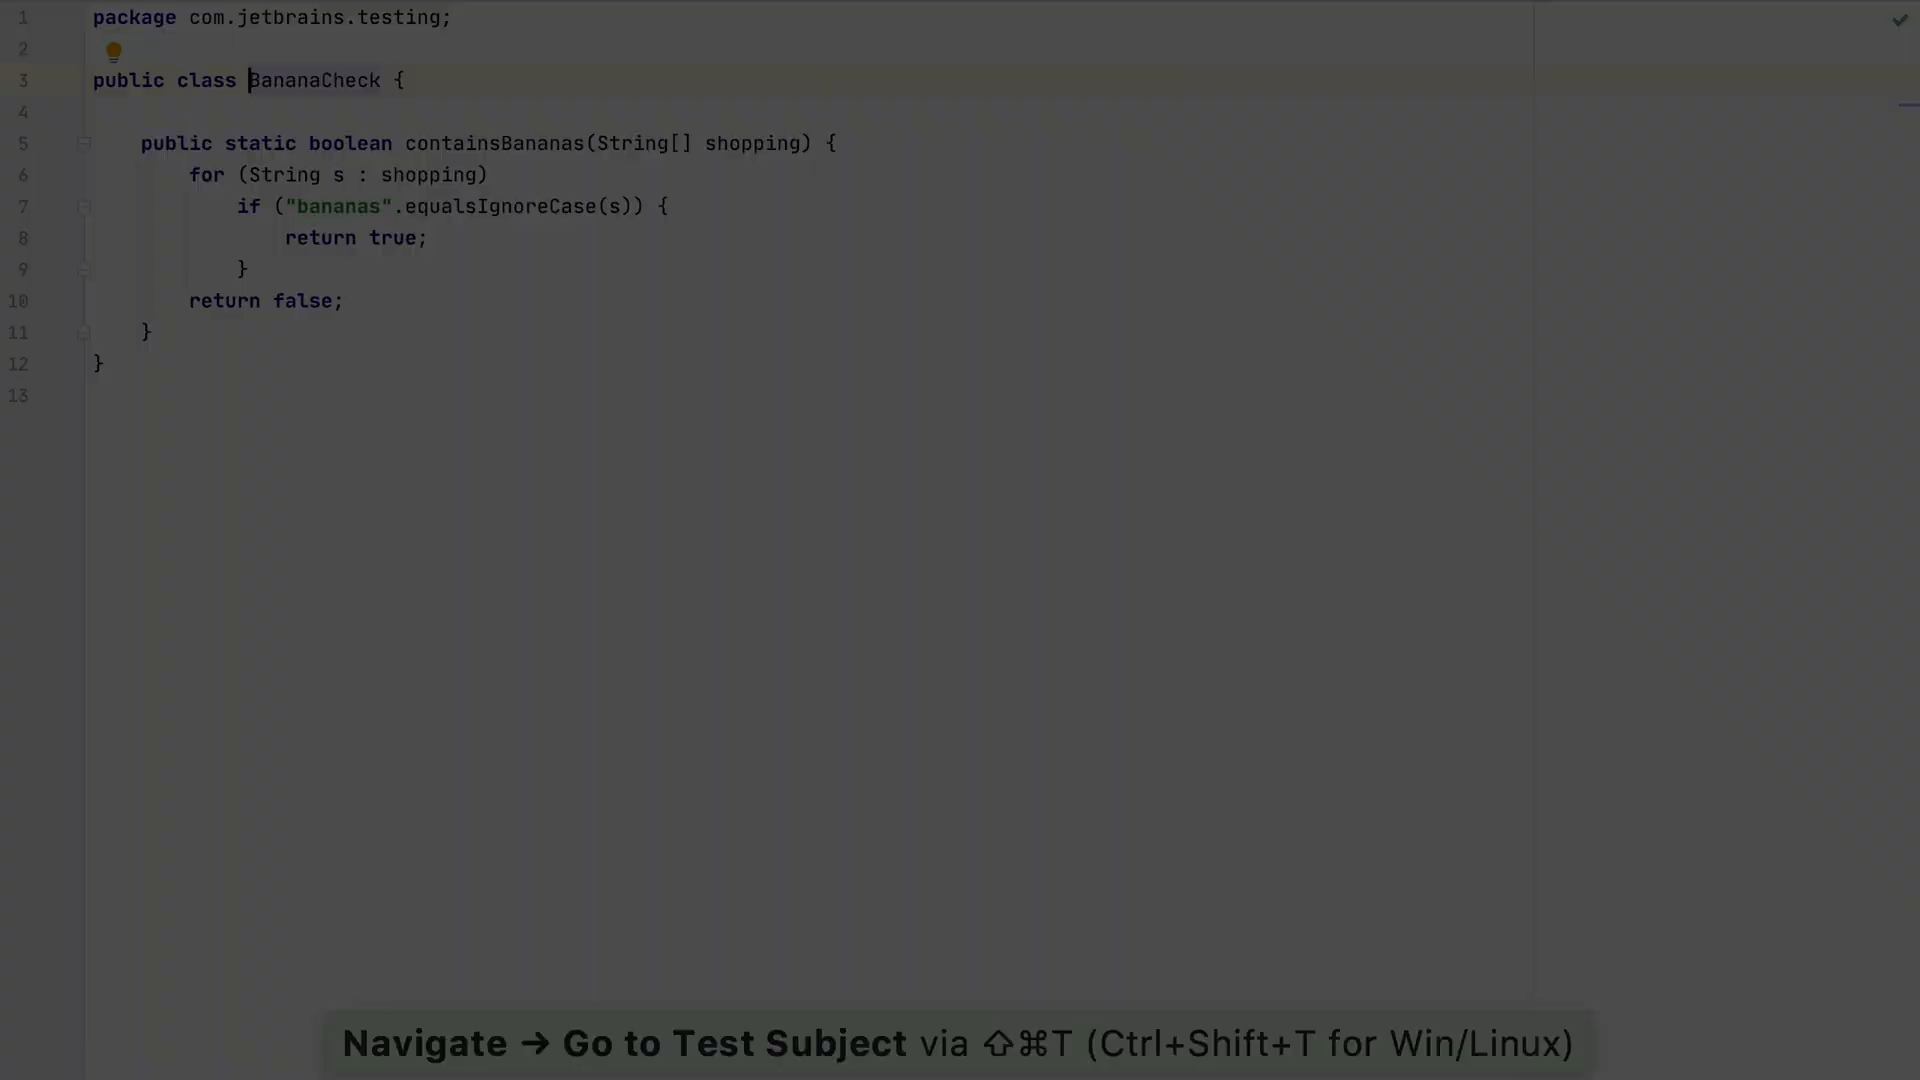 1 package com.jetbrains.testing;
2
3 public class BananaCheck {
4
5     public static boolean containsBananas(String[] shopping) {
6         for (String s : shopping)
7             if ("bananas".equalsIgnoreCase(s)) {
8                 return true;
9             }
10         return false;
11     }
12 }
13
Navigate → Go to Test Subject via ⇧⌘T (Ctrl+Shift+T for Win/Linux)